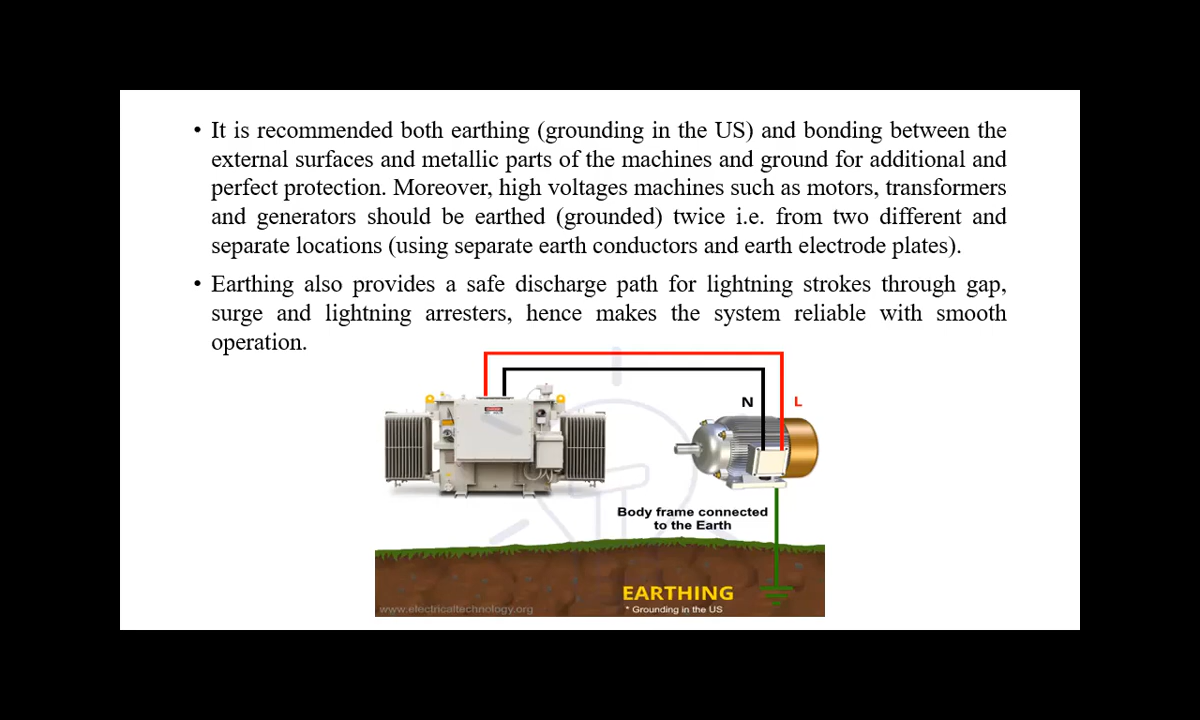 • It is recommended both earthing (grounding in the US) and bonding between the
external surfaces and metallic parts of the machines and ground for additional and
perfect protection. Moreover, high voltages machines such as motors, transformers
and generators should be earthed (grounded) twice i.e. from two different and
separate locations (using separate earth conductors and earth electrode plates).
• Earthing also provides a safe discharge path for lightning strokes through gap,
surge and lightning arresters, hence makes the system reliable with smooth
operation.
N L
Body frame connected
to the Earth
EARTHING
* Grounding in the US
www.electricaltechnology.org